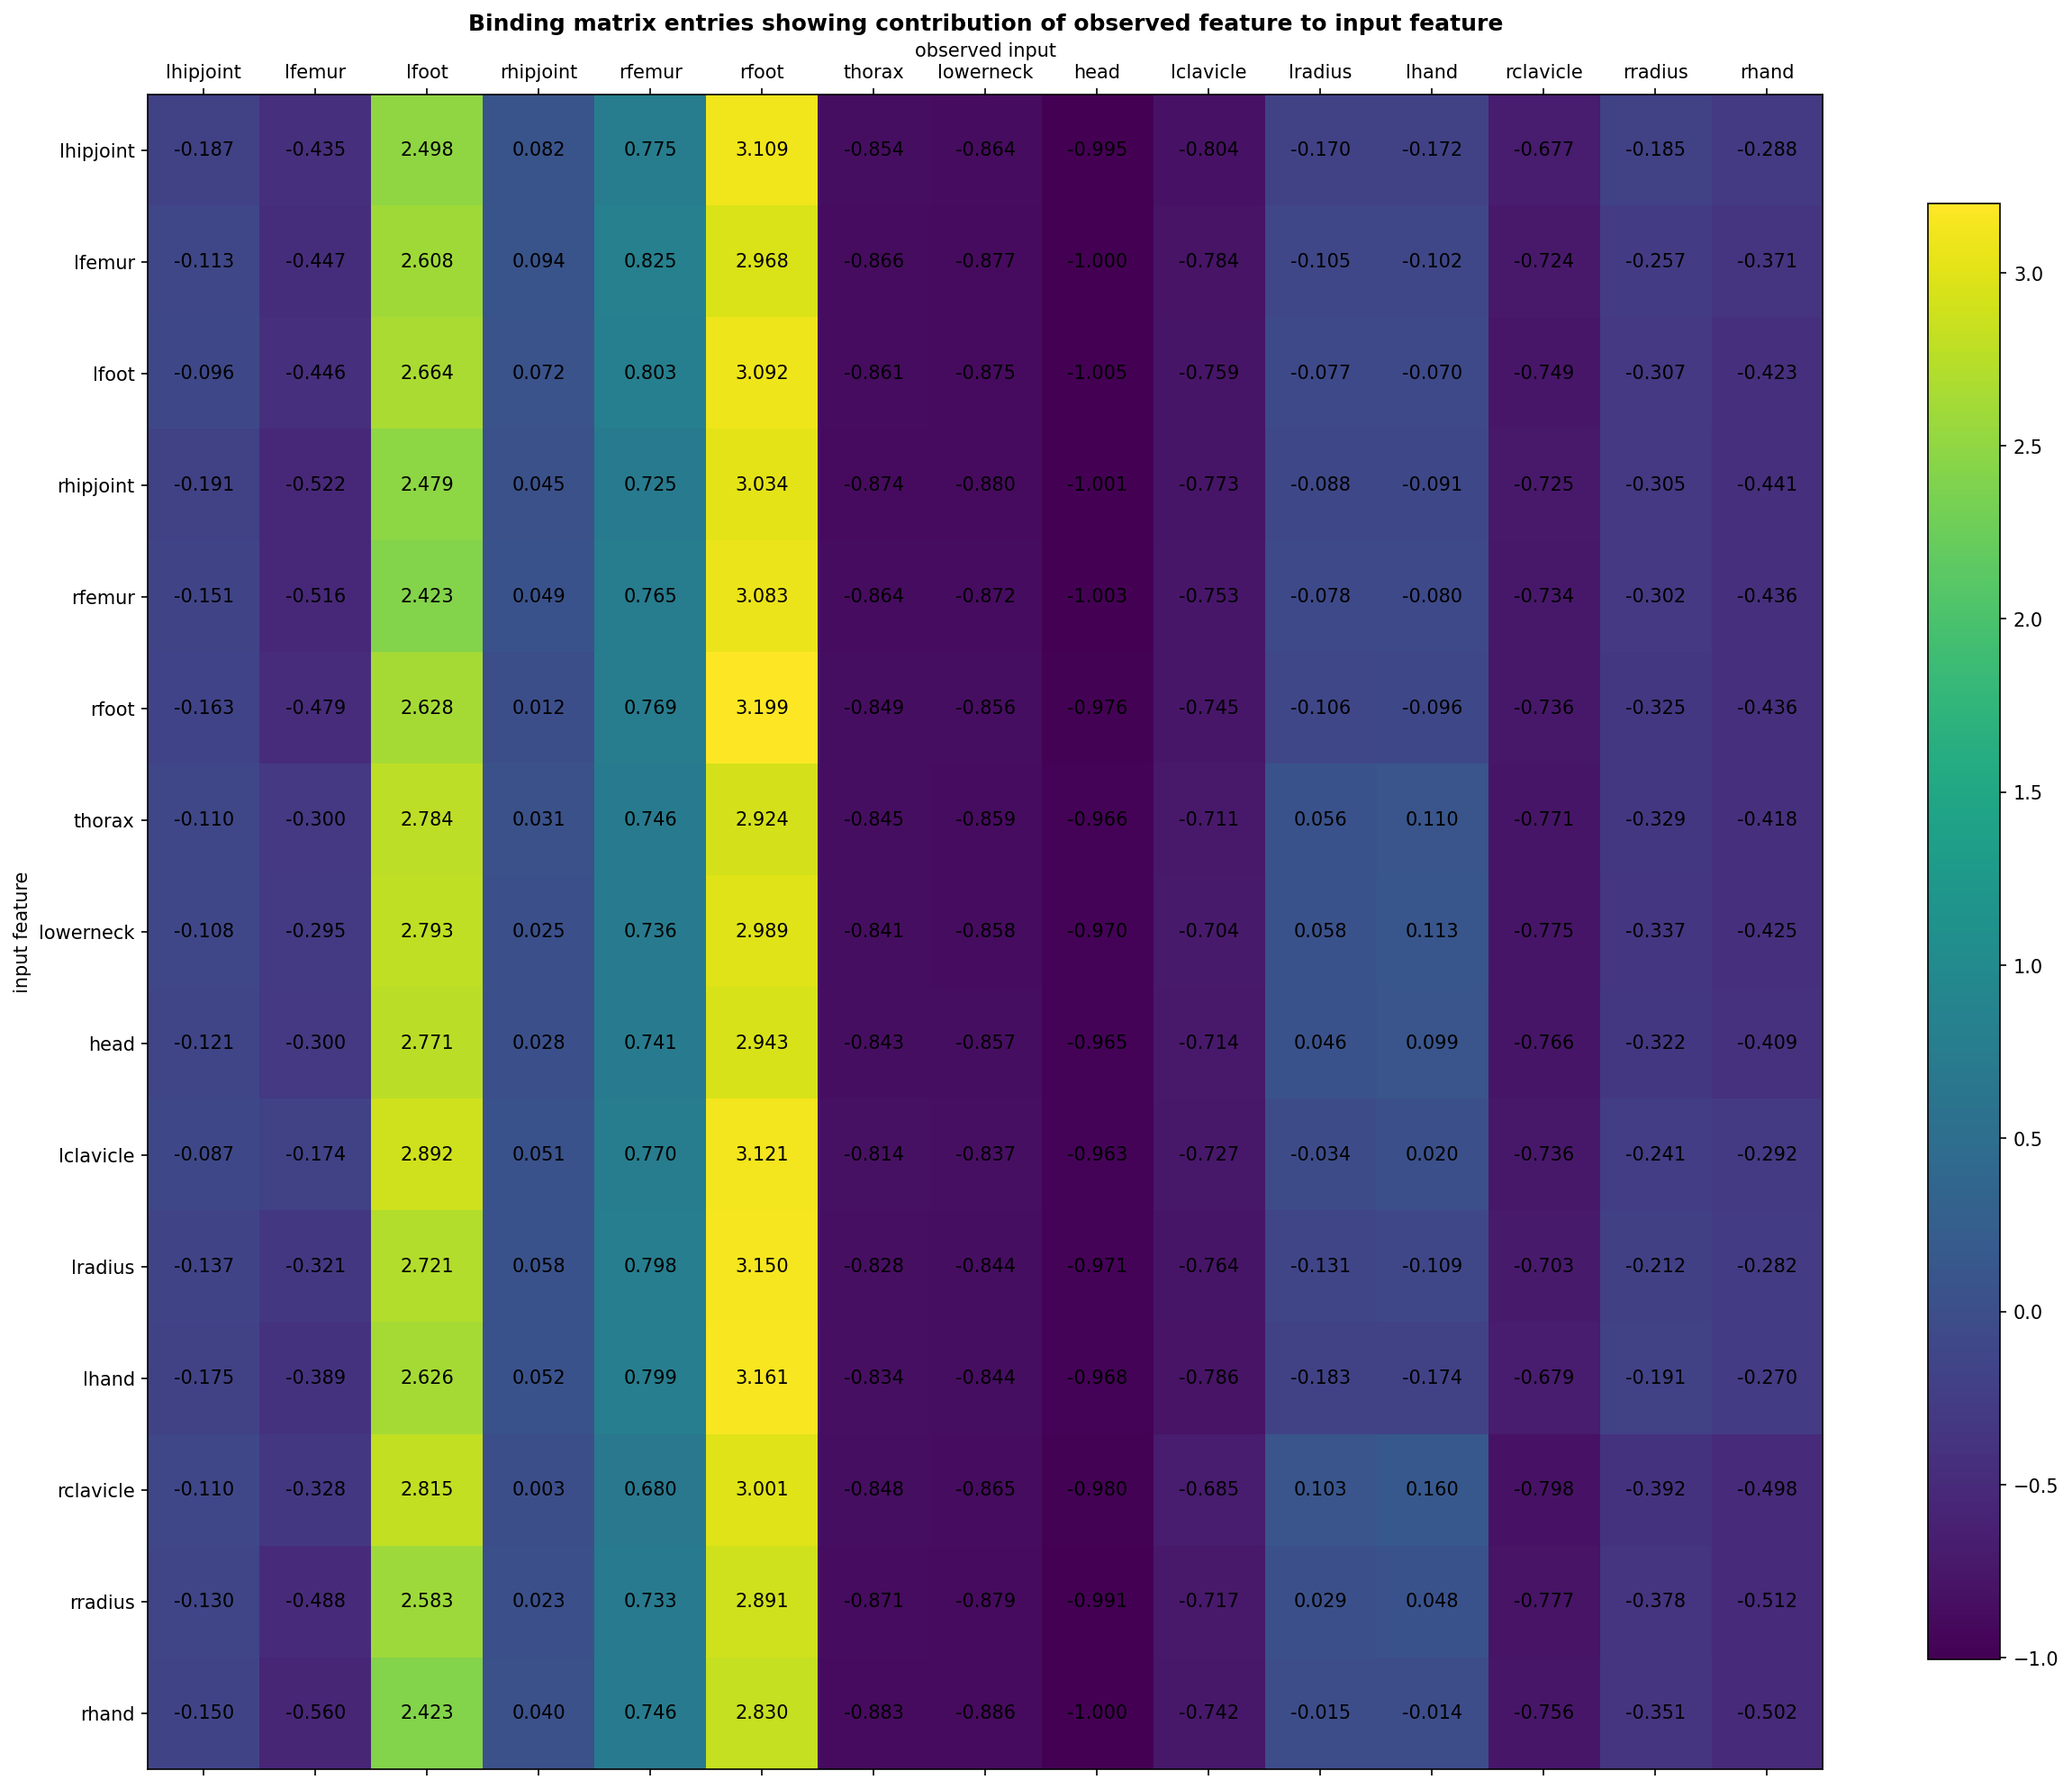 Binding matrix entries showing contribution of observed feature to input feature
observed input
lhipjoint lfemur lfoot rhipjoint rfemur rfoot thorax lowerneck head lclavicle lradius lhand rclavicle rradius rhand
input feature
lhipjoint -0.187 -0.435 2.498 0.082 0.775 3.109 -0.854 -0.864 -0.995 -0.804 -0.170 -0.172 -0.677 -0.185 -0.288
lfemur -0.113 -0.447 2.608 0.094 0.825 2.968 -0.866 -0.877 -1.000 -0.784 -0.105 -0.102 -0.724 -0.257 -0.371
lfoot -0.096 -0.446 2.664 0.072 0.803 3.092 -0.861 -0.875 -1.005 -0.759 -0.077 -0.070 -0.749 -0.307 -0.423
rhipjoint -0.191 -0.522 2.479 0.045 0.725 3.034 -0.874 -0.880 -1.001 -0.773 -0.088 -0.091 -0.725 -0.305 -0.441
rfemur -0.151 -0.516 2.423 0.049 0.765 3.083 -0.864 -0.872 -1.003 -0.753 -0.078 -0.080 -0.734 -0.302 -0.436
rfoot -0.163 -0.479 2.628 0.012 0.769 3.199 -0.849 -0.856 -0.976 -0.745 -0.106 -0.096 -0.736 -0.325 -0.436
thorax -0.110 -0.300 2.784 0.031 0.746 2.924 -0.845 -0.859 -0.966 -0.711 0.056 0.110 -0.771 -0.329 -0.418
lowerneck -0.108 -0.295 2.793 0.025 0.736 2.989 -0.841 -0.858 -0.970 -0.704 0.058 0.113 -0.775 -0.337 -0.425
head -0.121 -0.300 2.771 0.028 0.741 2.943 -0.843 -0.857 -0.965 -0.714 0.046 0.099 -0.766 -0.322 -0.409
lclavicle -0.087 -0.174 2.892 0.051 0.770 3.121 -0.814 -0.837 -0.963 -0.727 -0.034 0.020 -0.736 -0.241 -0.292
lradius -0.137 -0.321 2.721 0.058 0.798 3.150 -0.828 -0.844 -0.971 -0.764 -0.131 -0.109 -0.703 -0.212 -0.282
lhand -0.175 -0.389 2.626 0.052 0.799 3.161 -0.834 -0.844 -0.968 -0.786 -0.183 -0.174 -0.679 -0.191 -0.270
rclavicle -0.110 -0.328 2.815 0.003 0.680 3.001 -0.848 -0.865 -0.980 -0.685 0.103 0.160 -0.798 -0.392 -0.498
rradius -0.130 -0.488 2.583 0.023 0.733 2.891 -0.871 -0.879 -0.991 -0.717 0.029 0.048 -0.777 -0.378 -0.512
rhand -0.150 -0.560 2.423 0.040 0.746 2.830 -0.883 -0.886 -1.000 -0.742 -0.015 -0.014 -0.756 -0.351 -0.502
3.0
2.5
2.0
1.5
1.0
0.5
0.0
−0.5
−1.0